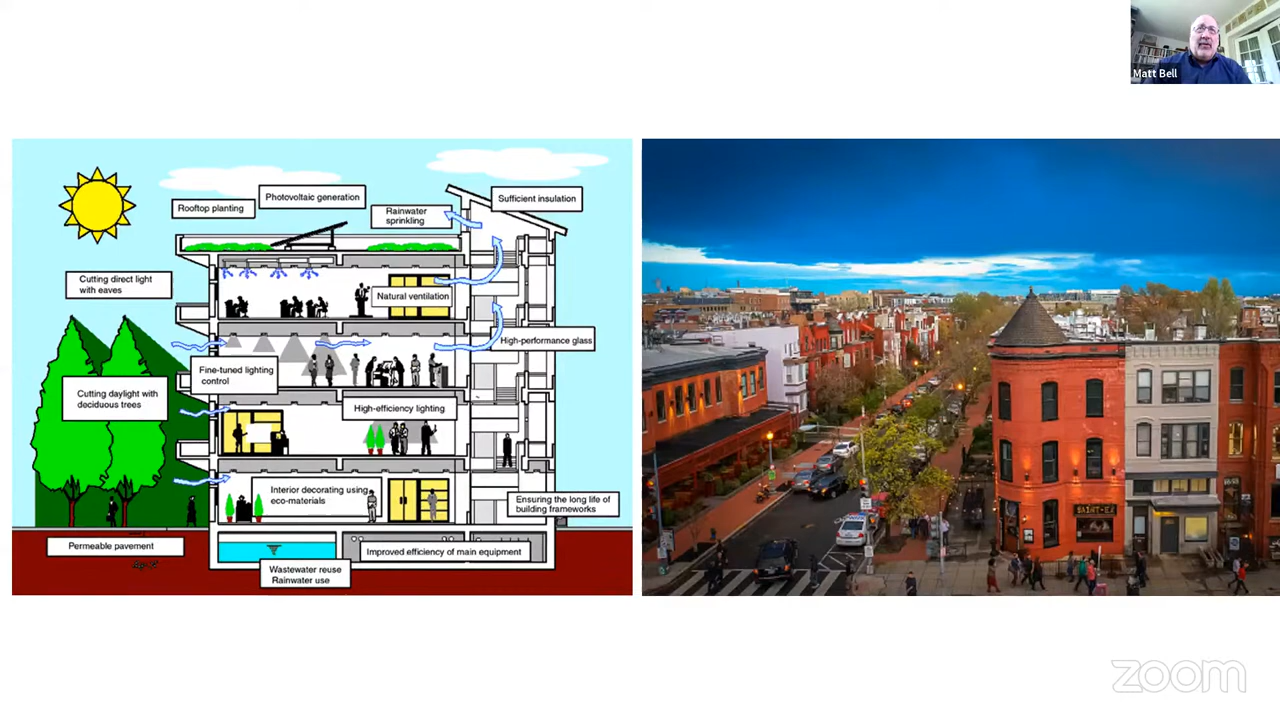 Matt Bell
Photovoltaic generation
Sufficient insulation
Rooftop planting
Rainwater
sprinkling
Cutting direct light
with eaves
Natural ventilation
High-performance glass
Fine-tuned lighting
control
Cutting daylight with
deciduous trees
High-efficiency lighting
Interior decorating using
eco-materials
Ensuring the long life of
building frameworks
Permeable pavement
Improved efficiency of main equipment
Wastewater reuse
Rainwater use
SAINT-EX
zoom